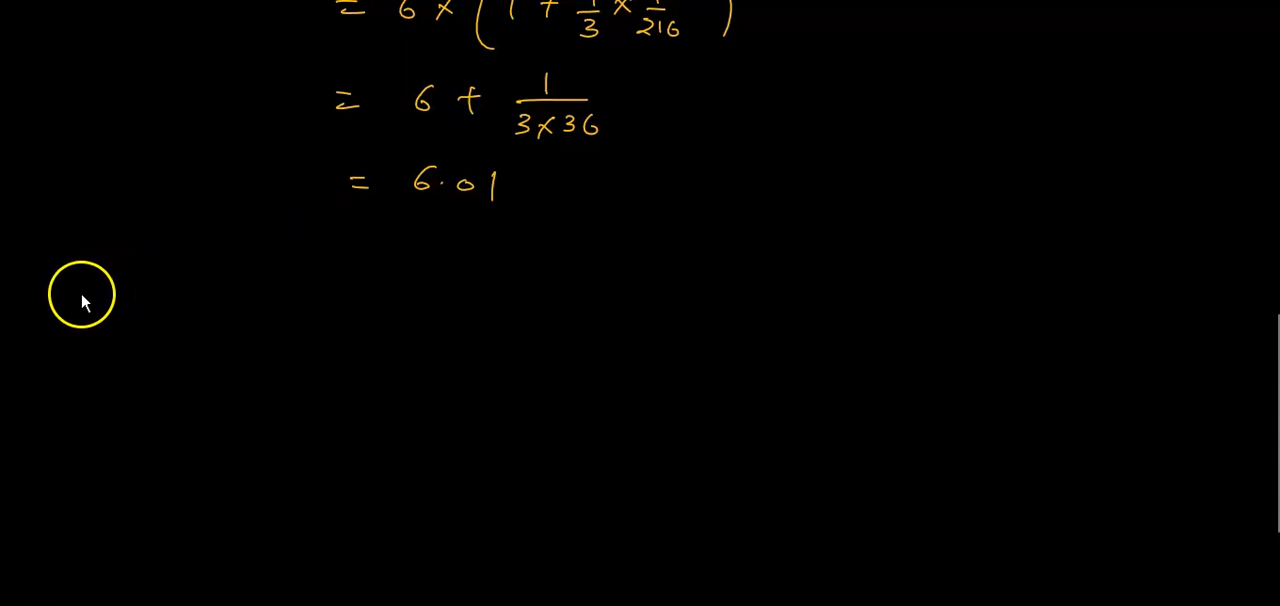 = 6 × ( 1 + 1/3 × 1/216 )
= 6 + 1/(3×36)
= 6.01